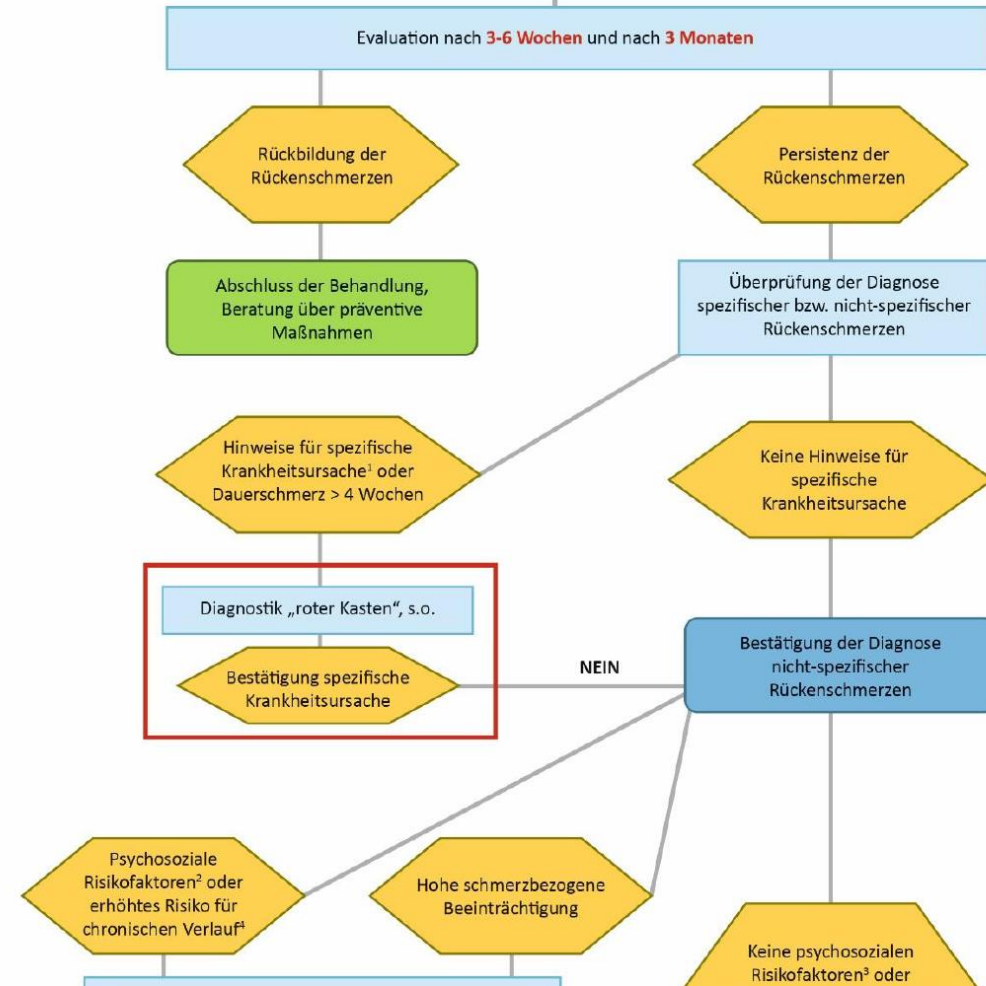 Evaluation nach 3-6 Wochen und nach 3 Monaten
Rückbildung der
Rückenschmerzen
Persistenz der
Rückenschmerzen
Abschluss der Behandlung,
Beratung über präventive
Maßnahmen
Überprüfung der Diagnose
spezifischer bzw. nicht-spezifischer
Rückenschmerzen
Hinweise für spezifische
Krankheitsursache¹ oder
Dauerschmerz > 4 Wochen
Keine Hinweise für
spezifische
Krankheitsursache
Diagnostik „roter Kasten“, s.o.
Bestätigung spezifische
Krankheitsursache
NEIN
Bestätigung der Diagnose
nicht-spezifischer
Rückenschmerzen
Psychosoziale
Risikofaktoren² oder
erhöhtes Risiko für
chronischen Verlauf⁴
Hohe schmerzbezogene
Beeinträchtigung
Keine psychosozialen
Risikofaktoren³ oder